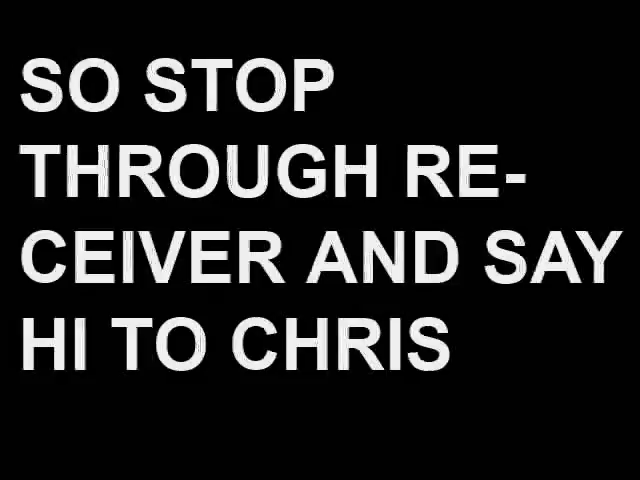 SO STOP
THROUGH RE-
CEIVER AND SAY
HI TO CHRIS